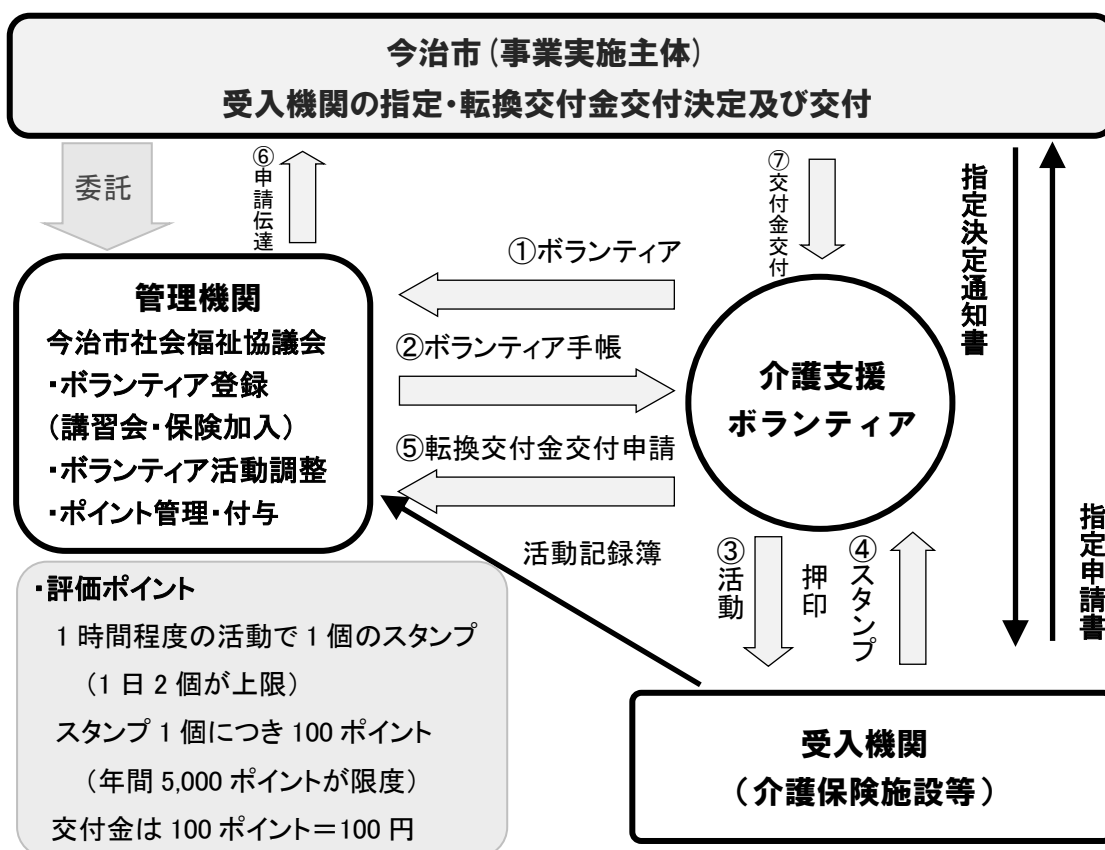 今治市(事業実施主体)
受入機関の指定・転換交付金交付決定及び交付
委託
⑥申請伝達
⑦交付金交付
指定決定通知書
指定申請書
①ボランティア
②ボランティア手帳
⑤転換交付金交付申請
活動記録簿
管理機関
今治市社会福祉協議会
・ボランティア登録
(講習会・保険加入)
・ボランティア活動調整
・ポイント管理・付与
介護支援
ボランティア
③活動
押印
④スタンプ
・評価ポイント
1時間程度の活動で1個のスタンプ
(1日2個が上限)
スタンプ1個につき100ポイント
(年間5,000ポイントが限度)
交付金は100ポイント=100円
受入機関
(介護保険施設等)